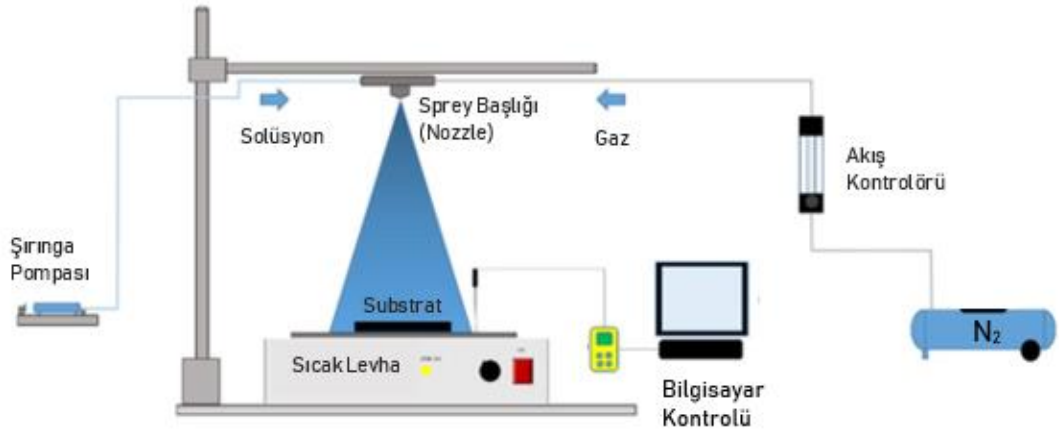 Solüsyon
Sprey Başlığı
(Nozzle)
Gaz
Akış
Kontrolörü
Şırınga
Pompası
Substrat
Sıcak Levha
N₂
Bilgisayar
Kontrolü